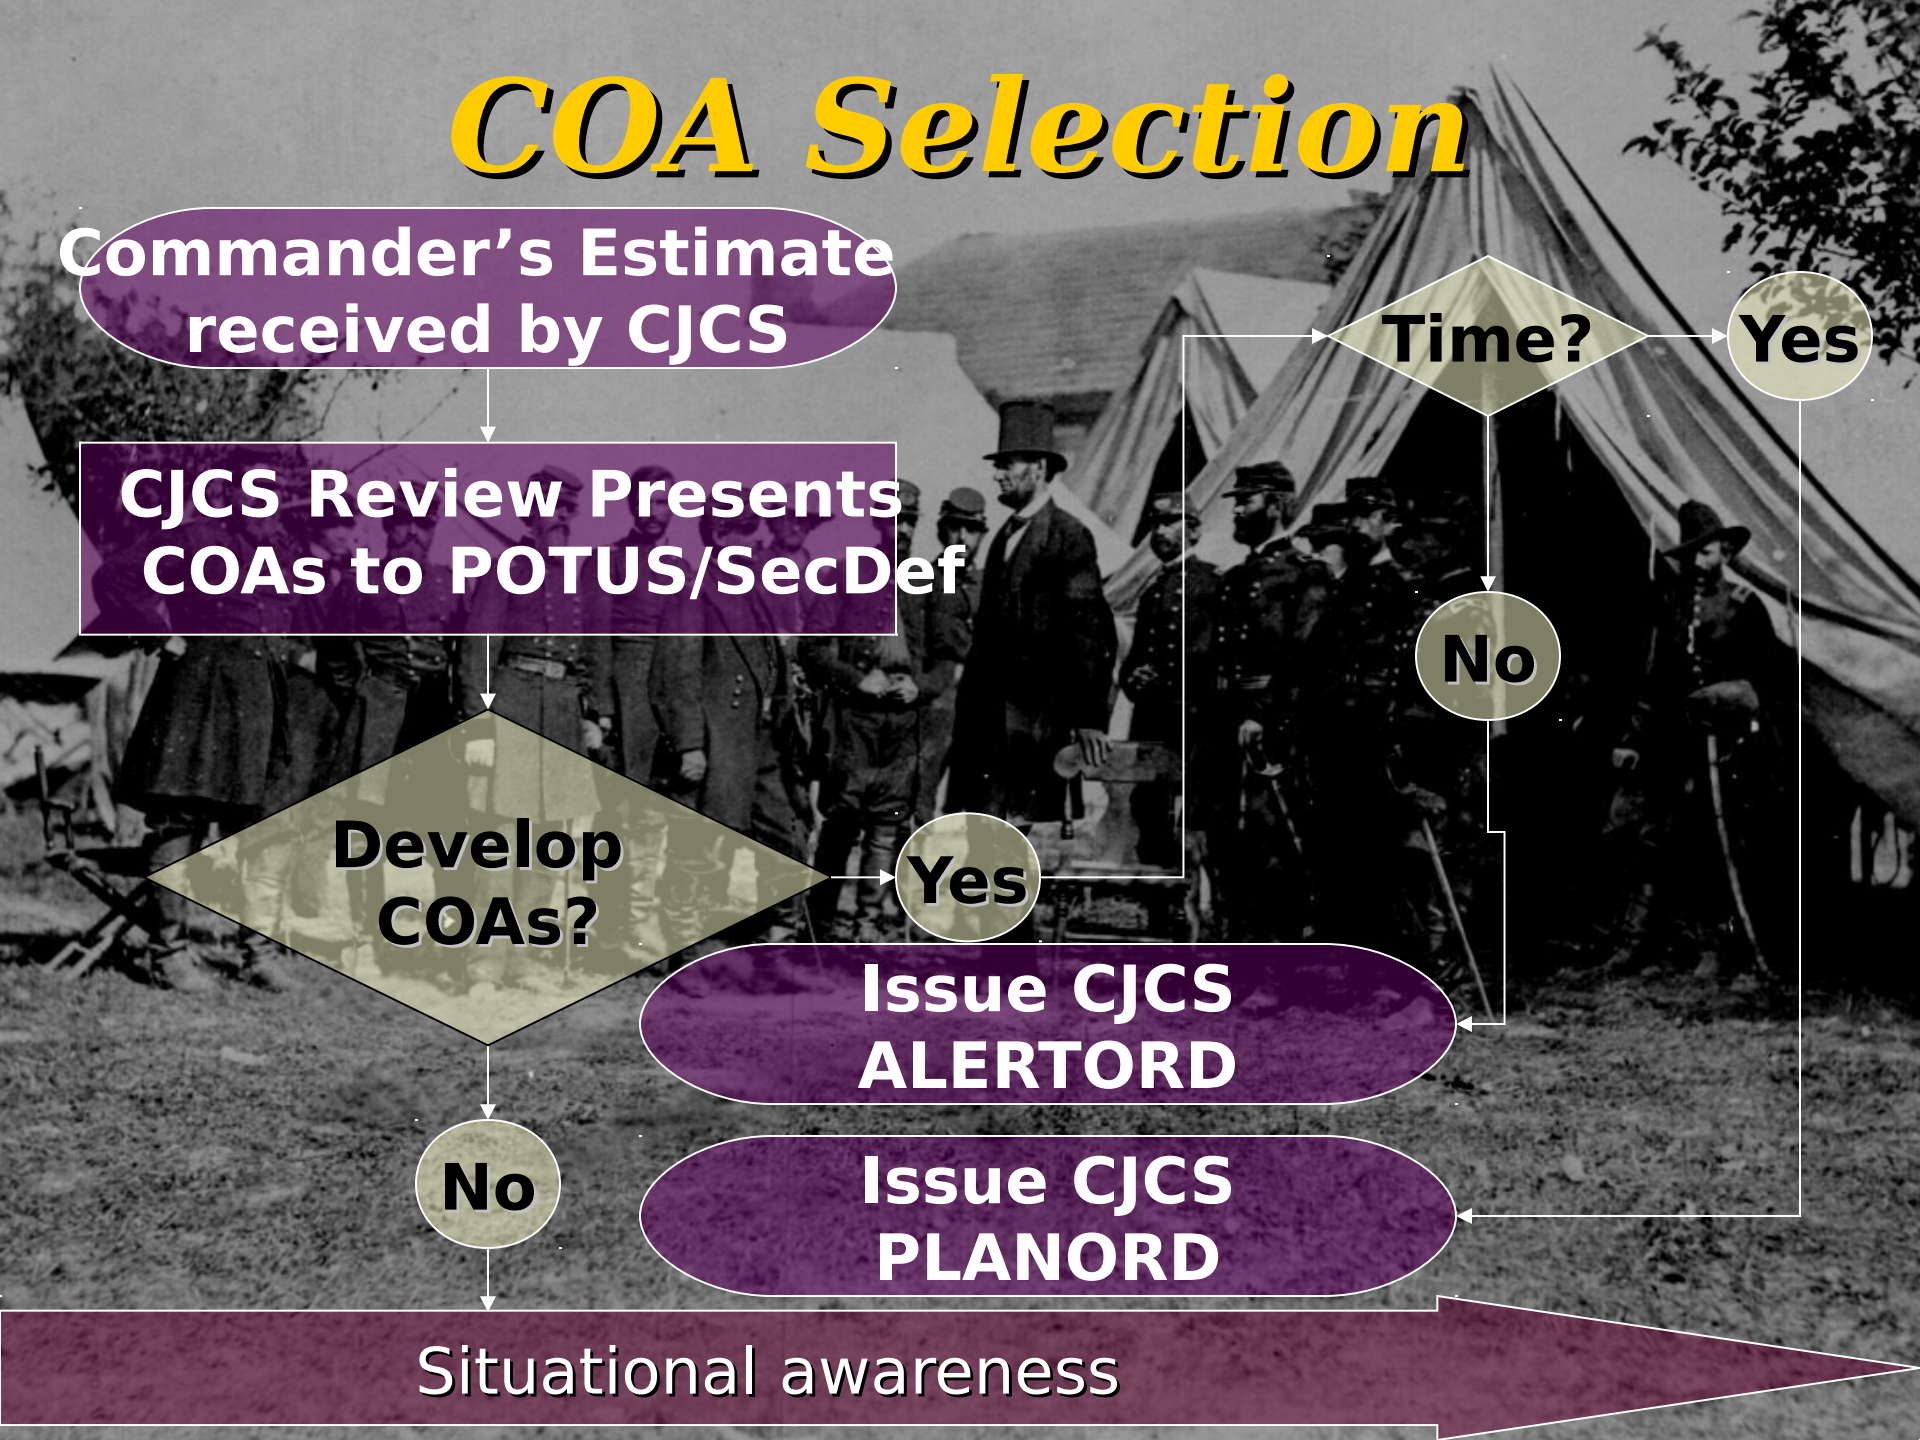 COA Selection
Commander’s Estimate
received by CJCS
CJCS Review Presents
COAs to POTUS/SecDef
Time?
Yes
No
Develop
COAs?
Yes
Issue CJCS
ALERTORD
No
Issue CJCS
PLANORD
Situational awareness